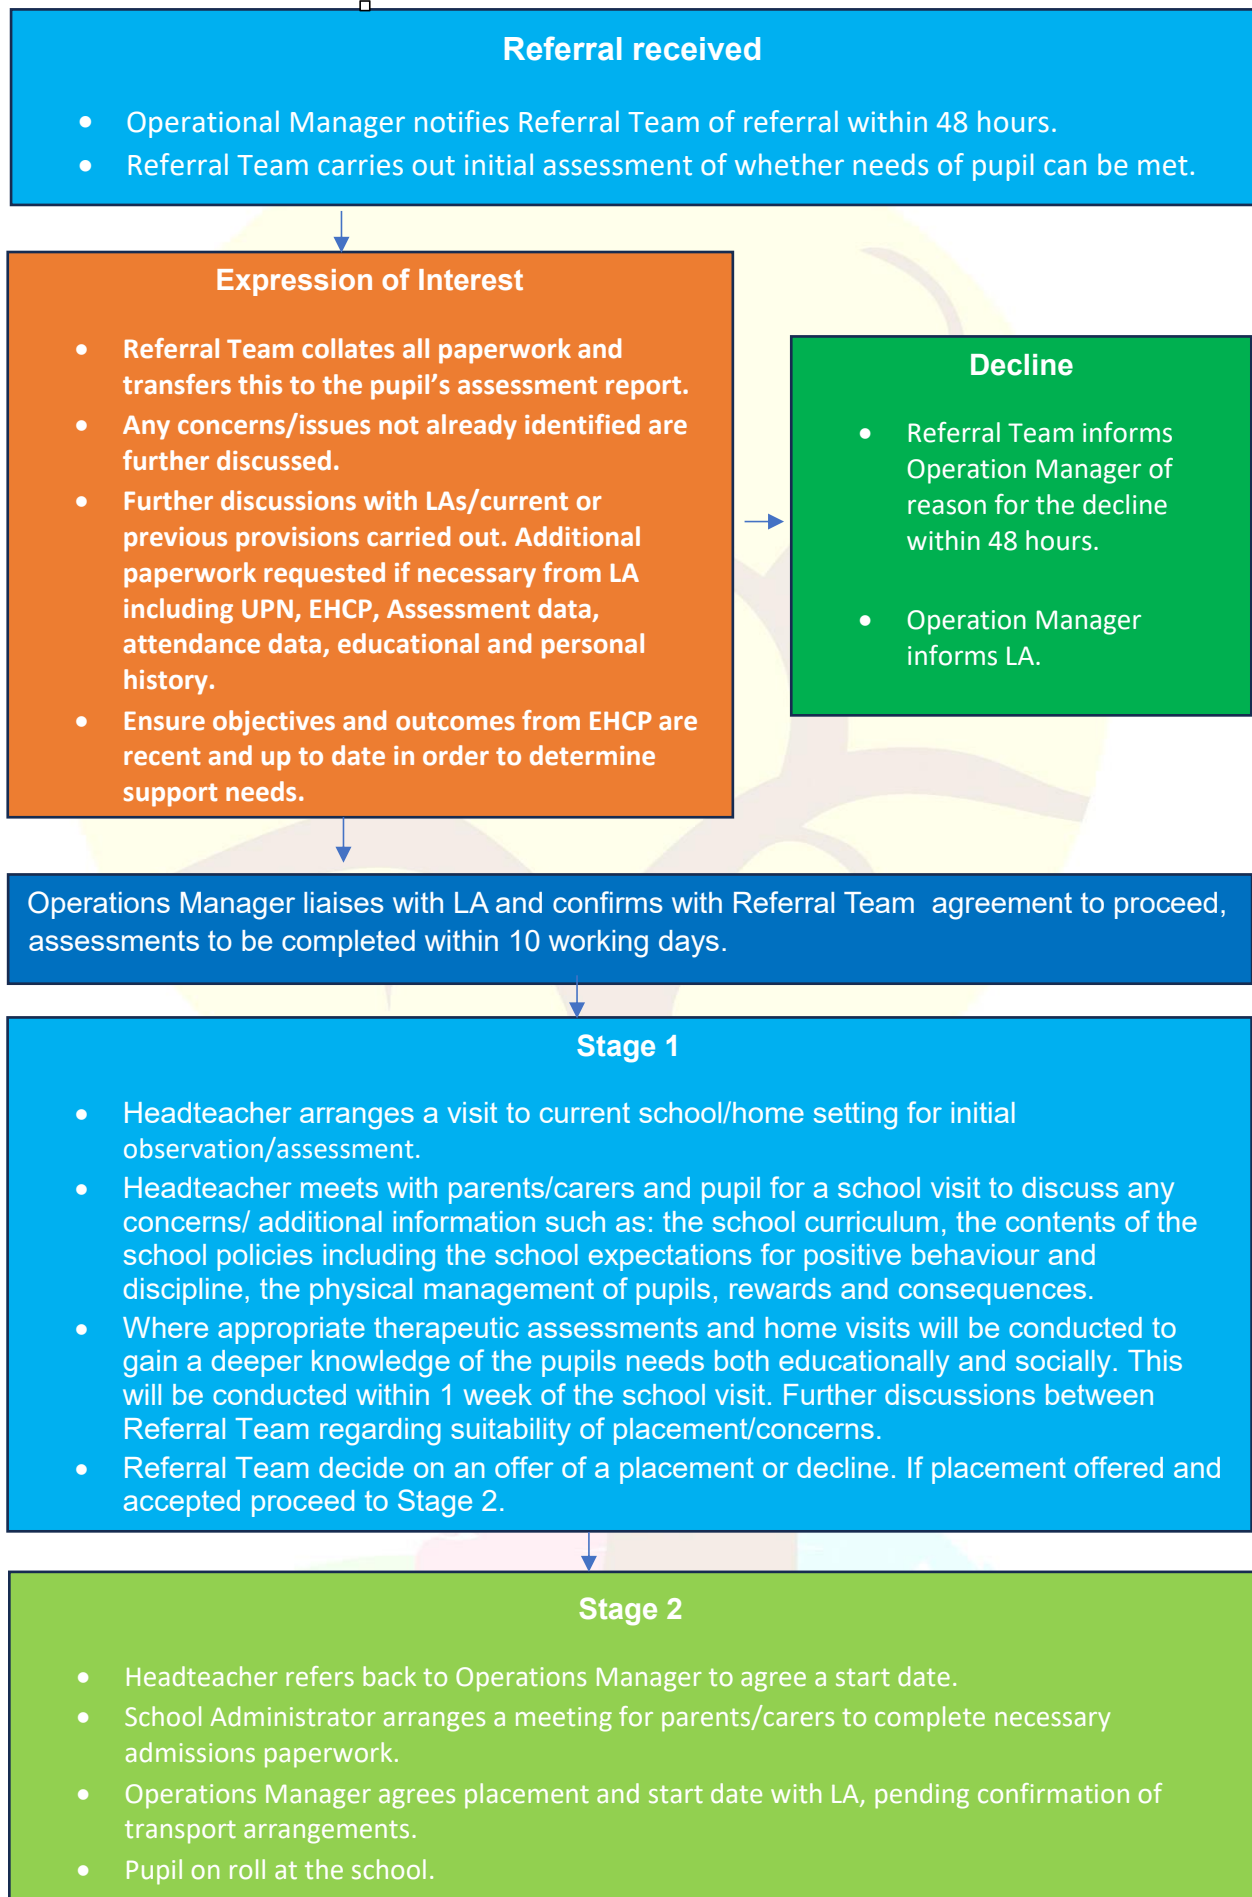 Referral received
• Operational Manager notifies Referral Team of referral within 48 hours.
• Referral Team carries out initial assessment of whether needs of pupil can be met.
Expression of Interest
• Referral Team collates all paperwork and
transfers this to the pupil’s assessment report.
• Any concerns/issues not already identified are
further discussed.
• Further discussions with LAs/current or
previous provisions carried out. Additional
paperwork requested if necessary from LA
including UPN, EHCP, Assessment data,
attendance data, educational and personal
history.
• Ensure objectives and outcomes from EHCP are
recent and up to date in order to determine
support needs.
Decline
• Referral Team informs
Operation Manager of
reason for the decline
within 48 hours.
• Operation Manager
informs LA.
Operations Manager liaises with LA and confirms with Referral Team  agreement to proceed,
assessments to be completed within 10 working days.
Stage 1
• Headteacher arranges a visit to current school/home setting for initial
observation/assessment.
• Headteacher meets with parents/carers and pupil for a school visit to discuss any
concerns/ additional information such as: the school curriculum, the contents of the
school policies including the school expectations for positive behaviour and
discipline, the physical management of pupils, rewards and consequences.
• Where appropriate therapeutic assessments and home visits will be conducted to
gain a deeper knowledge of the pupils needs both educationally and socially. This
will be conducted within 1 week of the school visit. Further discussions between
Referral Team regarding suitability of placement/concerns.
• Referral Team decide on an offer of a placement or decline. If placement offered and
accepted proceed to Stage 2.
Stage 2
• Headteacher refers back to Operations Manager to agree a start date.
• School Administrator arranges a meeting for parents/carers to complete necessary
admissions paperwork.
• Operations Manager agrees placement and start date with LA, pending confirmation of
transport arrangements.
• Pupil on roll at the school.